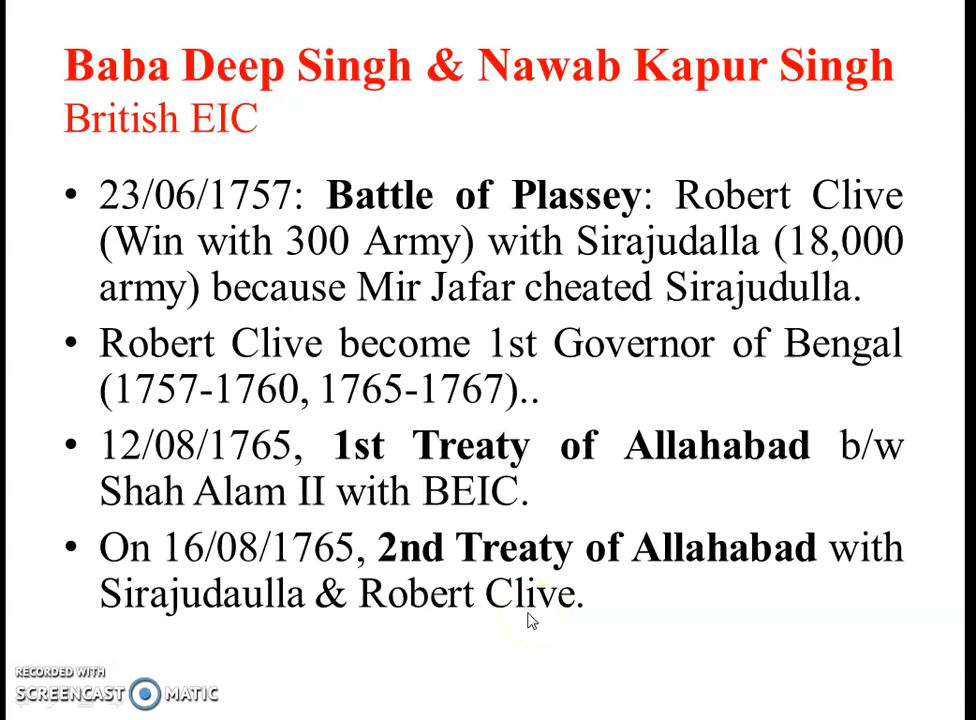 Baba Deep Singh & Nawab Kapur Singh
British EIC
• 23/06/1757: Battle of Plassey: Robert Clive
(Win with 300 Army) with Sirajudalla (18,000
army) because Mir Jafar cheated Sirajudulla.
• Robert Clive become 1st Governor of Bengal
(1757-1760, 1765-1767)..
• 12/08/1765, 1st Treaty of Allahabad b/w
Shah Alam II with BEIC.
• On 16/08/1765, 2nd Treaty of Allahabad with
Sirajudaulla & Robert Clive.
RECORDED WITH
SCREENCAST MATIC